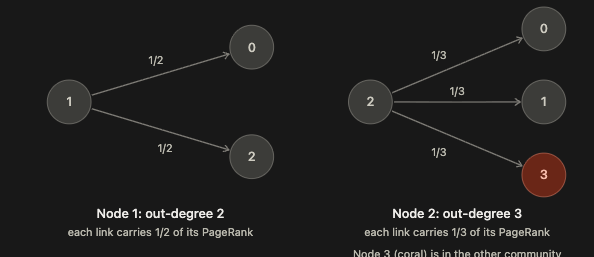 1
1/2
1/2
0
2
Node 1: out-degree 2
each link carries 1/2 of its PageRank
2
1/3
1/3
1/3
0
1
3
Node 2: out-degree 3
each link carries 1/3 of its PageRank
Node 3 (coral) is in the other community